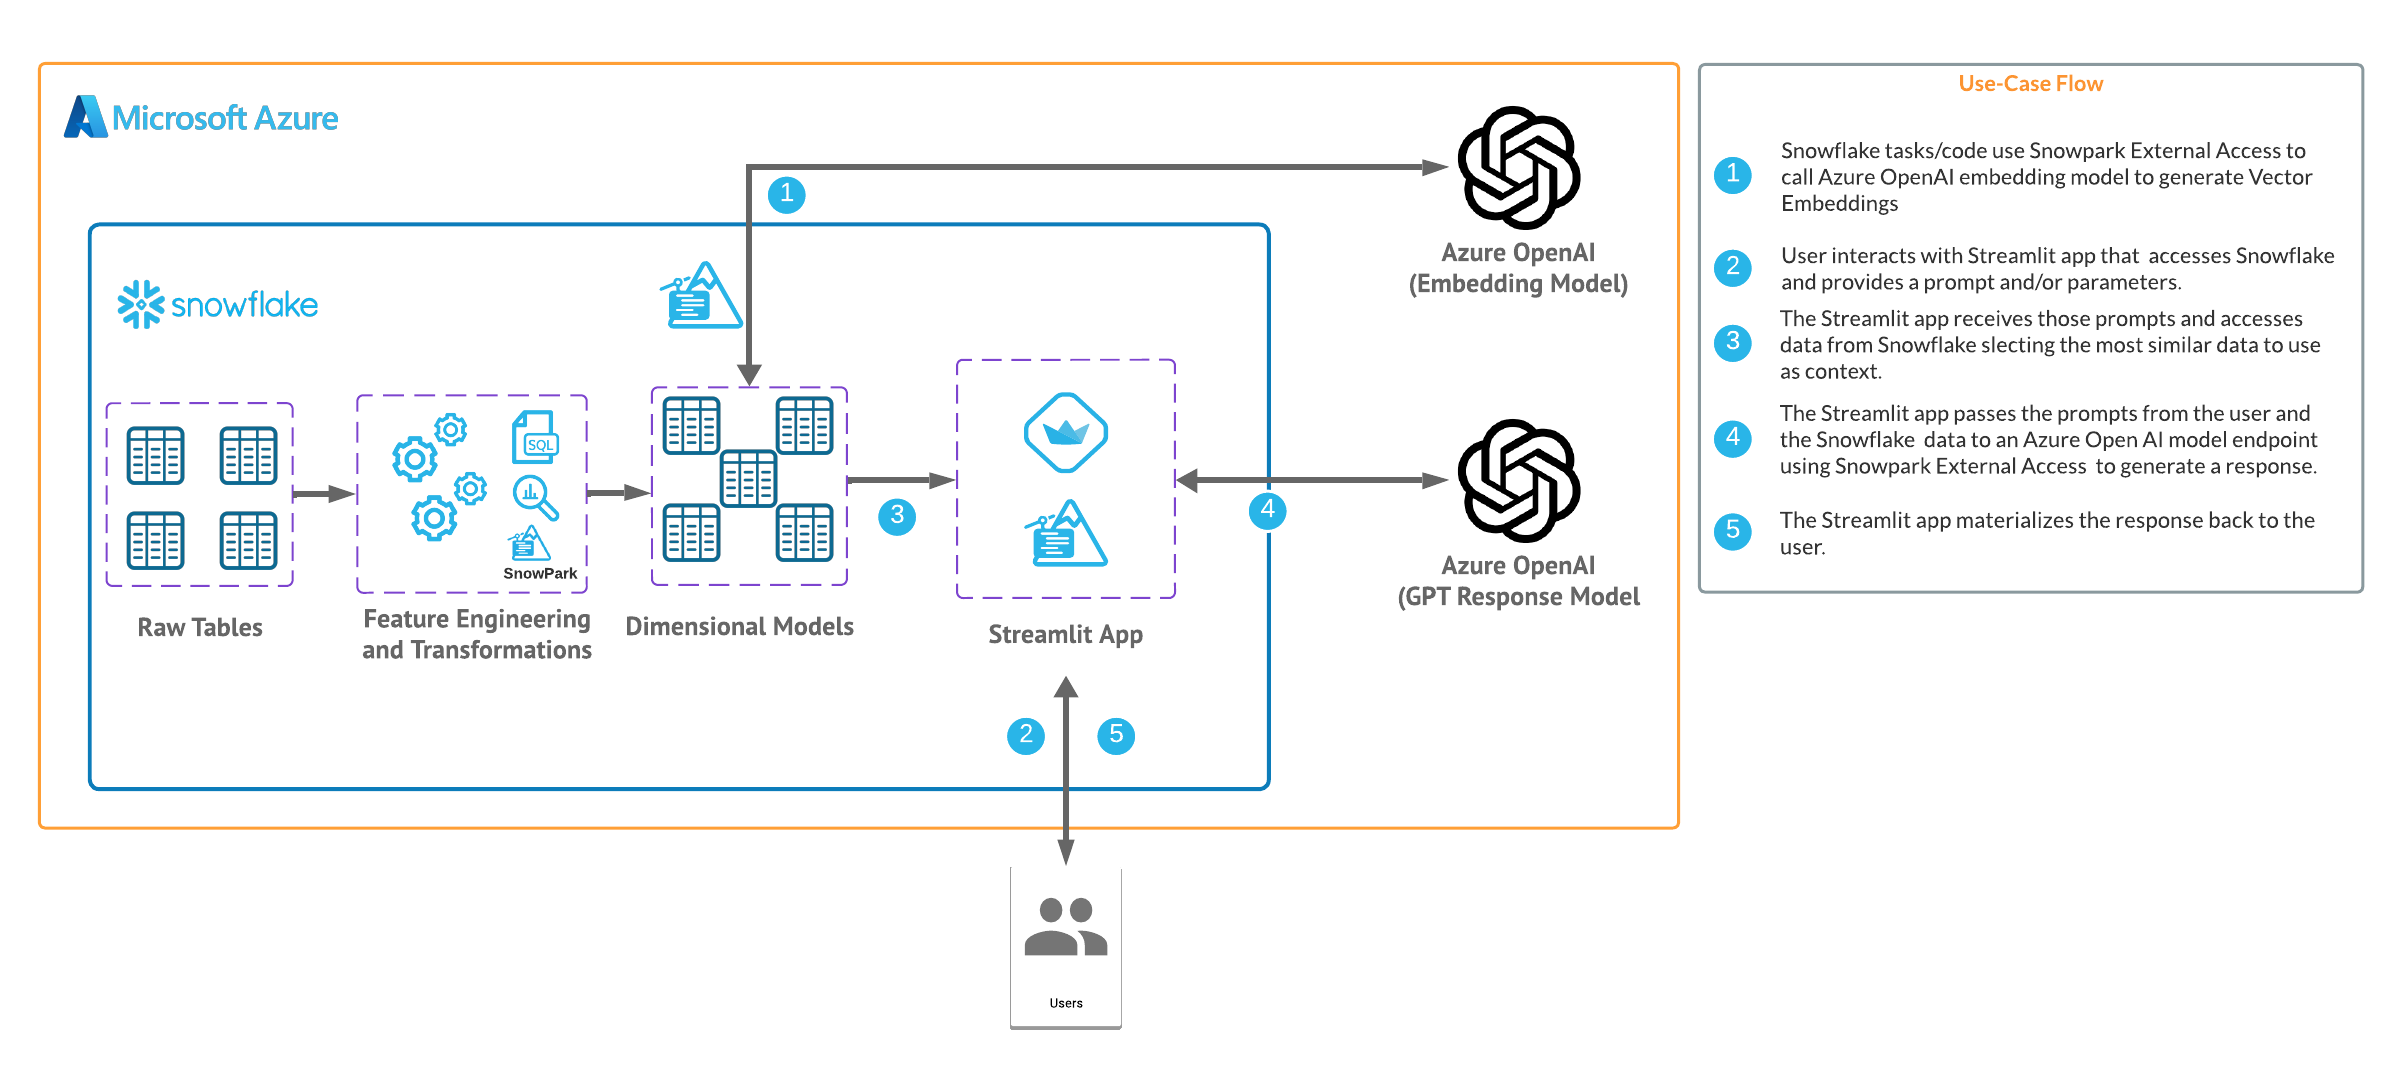 Microsoft Azure
1
snowflake
Azure OpenAI
(Embedding Model)
SQL
SnowPark
3
4
Raw Tables
Feature Engineering
and Transformations
Dimensional Models
Streamlit App
Azure OpenAI
(GPT Response Model
2
5
Users
Use-Case Flow
1
Snowflake tasks/code use Snowpark External Access to
call Azure OpenAI embedding model to generate Vector
Embeddings
2
User interacts with Streamlit app that accesses Snowflake
and provides a prompt and/or parameters.
3
The Streamlit app receives those prompts and accesses
data from Snowflake slecting the most similar data to use
as context.
4
The Streamlit app passes the prompts from the user and
the Snowflake data to an Azure Open AI model endpoint
using Snowpark External Access to generate a response.
5
The Streamlit app materializes the response back to the
user.